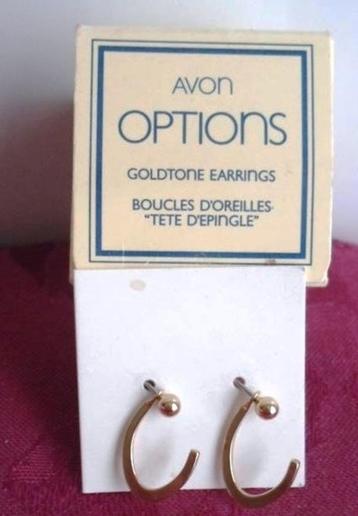 AVON
OPTIONS
GOLDTONE EARRINGS
BOUCLES D'OREILLES
"TETE D'EPINGLE"